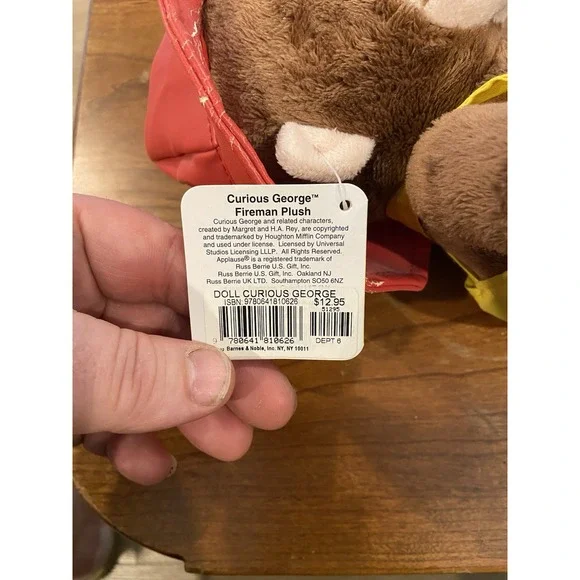 Curious George™
Fireman Plush
Curious George and related characters,
created by Margret and H.A. Rey, are copyrighted
and trademarked by Houghton Mifflin Company
and used under license. Licensed by Universal
Studios Licensing LLLP. All Rights Reserved.
Applause® is a registered trademark of
Russ Berrie U.S. Gift, Inc.
Russ Berrie U.S. Gift, Inc. Oakland NJ
Russ Berrie UK LTD. Southampton SO50 6NZ
DOLL CURIOUS GEORGE
ISBN: 9780641810626 $12.95
51295
9 780641 810626 DEPT 6
Barnes & Noble, Inc. NY, NY 10011